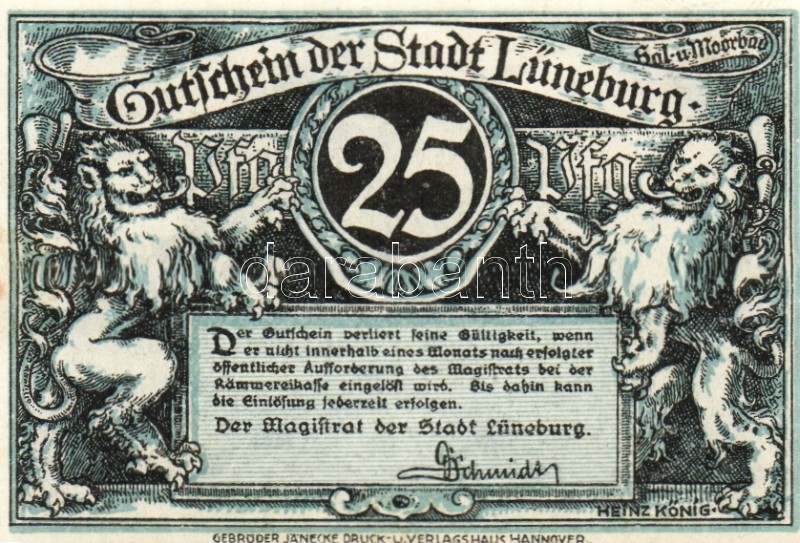 Gutschein der Stadt Lüneburg.
Sol-u-Moorbad
Pfg 25 Pfg
darabanth
Der Gutschein verliert seine Gültigkeit, wenn
er nicht innerhalb eines Monats nach erfolgter
öffentlicher Aufforderung des Magistrats bei der
Kämmereikasse eingelöst wird. Bis dahin kann
die Einlösung jederzeit erfolgen.
Der Magistrat der Stadt Lüneburg.
Schmidt
HEINZ KÖNIG.
GEBRÜDER JÄNECKE DRUCK-U.VERLAGSHAUS HANNOVER.